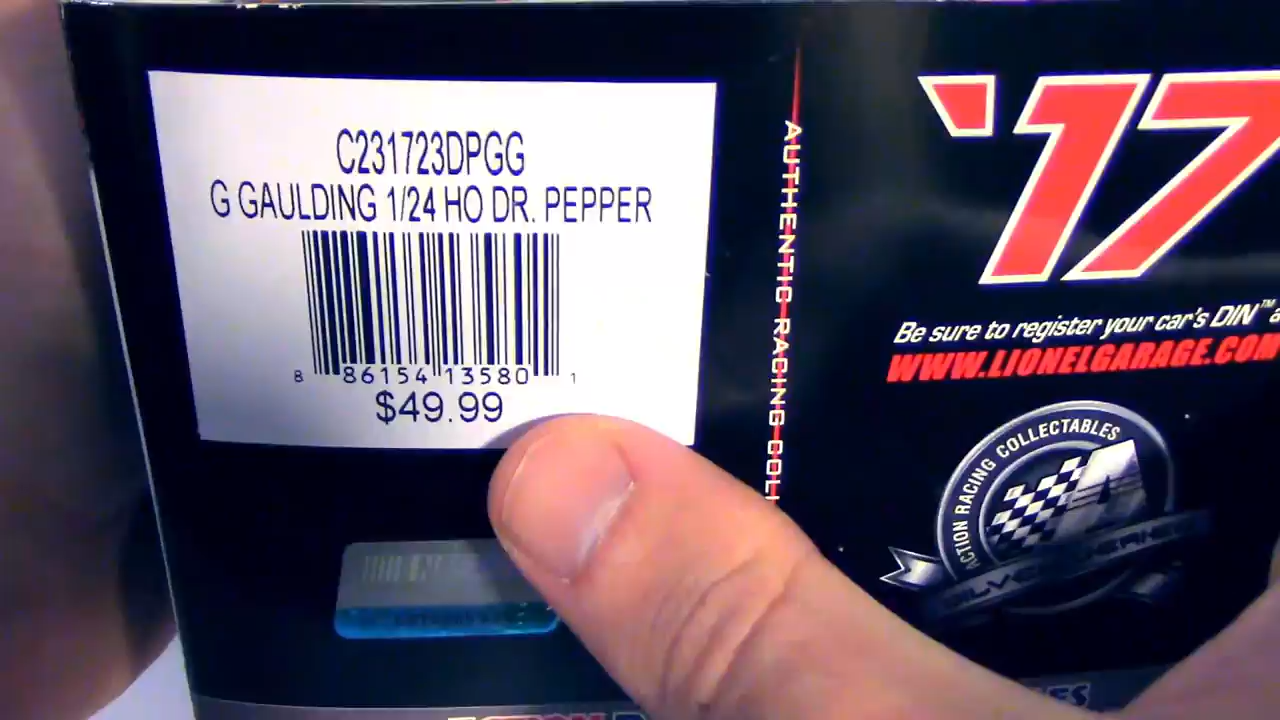 C231723DPGG
G GAULDING 1/24 HO DR. PEPPER
8 86154 13580 1
$49.99
AUTHENTIC RACING
'17
Be sure to register your car's DIN™
WWW.LIONELGARAGE.COM
ACTION RACING COLLECTABLES